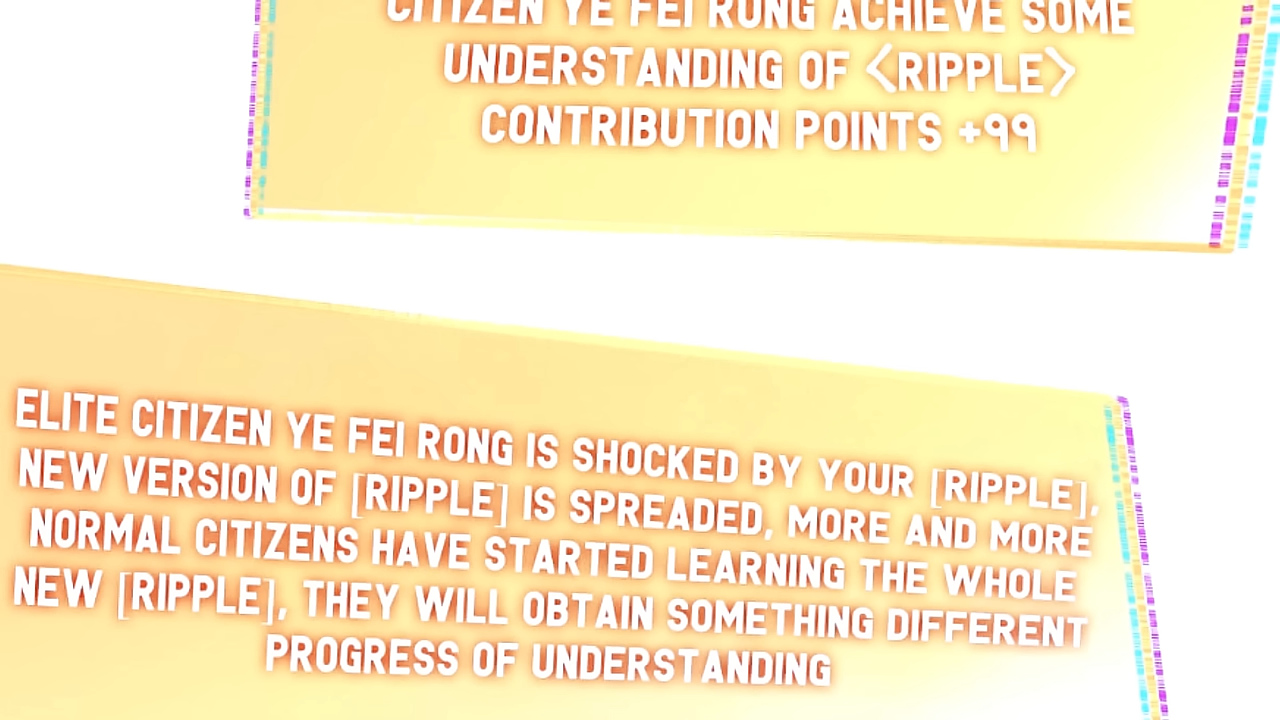 CITIZEN YE FEI RONG ACHIEVE SOME
UNDERSTANDING OF <RIPPLE>
CONTRIBUTION POINTS +99
ELITE CITIZEN YE FEI RONG IS SHOCKED BY YOUR [RIPPLE],
NEW VERSION OF [RIPPLE] IS SPREADED, MORE AND MORE
NORMAL CITIZENS HAVE STARTED LEARNING THE WHOLE
NEW [RIPPLE], THEY WILL OBTAIN SOMETHING DIFFERENT
PROGRESS OF UNDERSTANDING